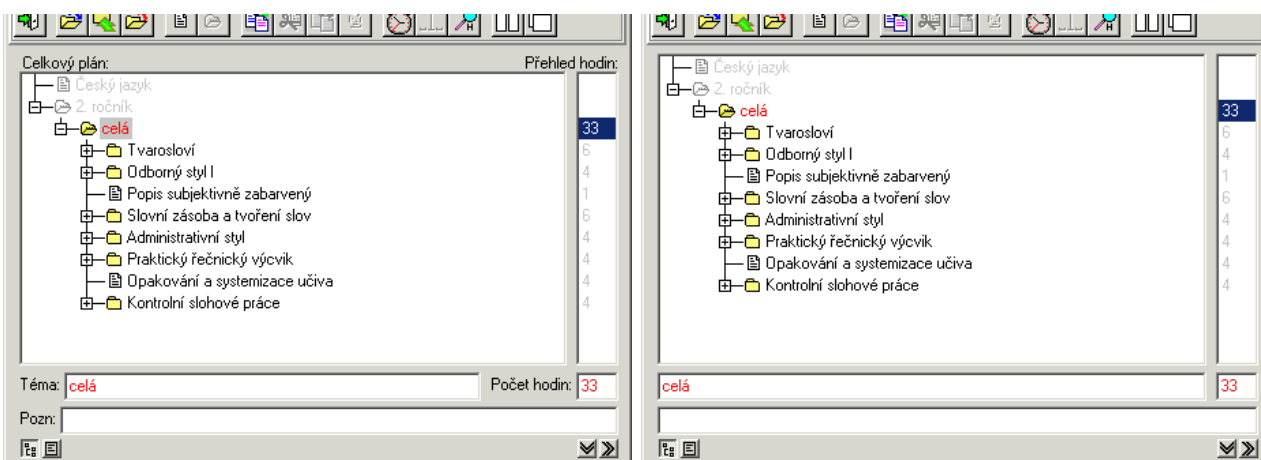 Celkový plán: Přehled hodin:
Český jazyk
2. ročník
celá 33
Tvarosloví 6
Odborný styl I 4
Popis subjektivně zabarvený 1
Slovní zásoba a tvoření slov 6
Administrativní styl 4
Praktický řečnický výcvik 4
Opakování a systemizace učiva 4
Kontrolní slohové práce 4
Téma: celá Počet hodin: 33
Pozn:
Český jazyk
2. ročník
celá 33
Tvarosloví 6
Odborný styl I 4
Popis subjektivně zabarvený 1
Slovní zásoba a tvoření slov 6
Administrativní styl 4
Praktický řečnický výcvik 4
Opakování a systemizace učiva 4
Kontrolní slohové práce 4
celá 33